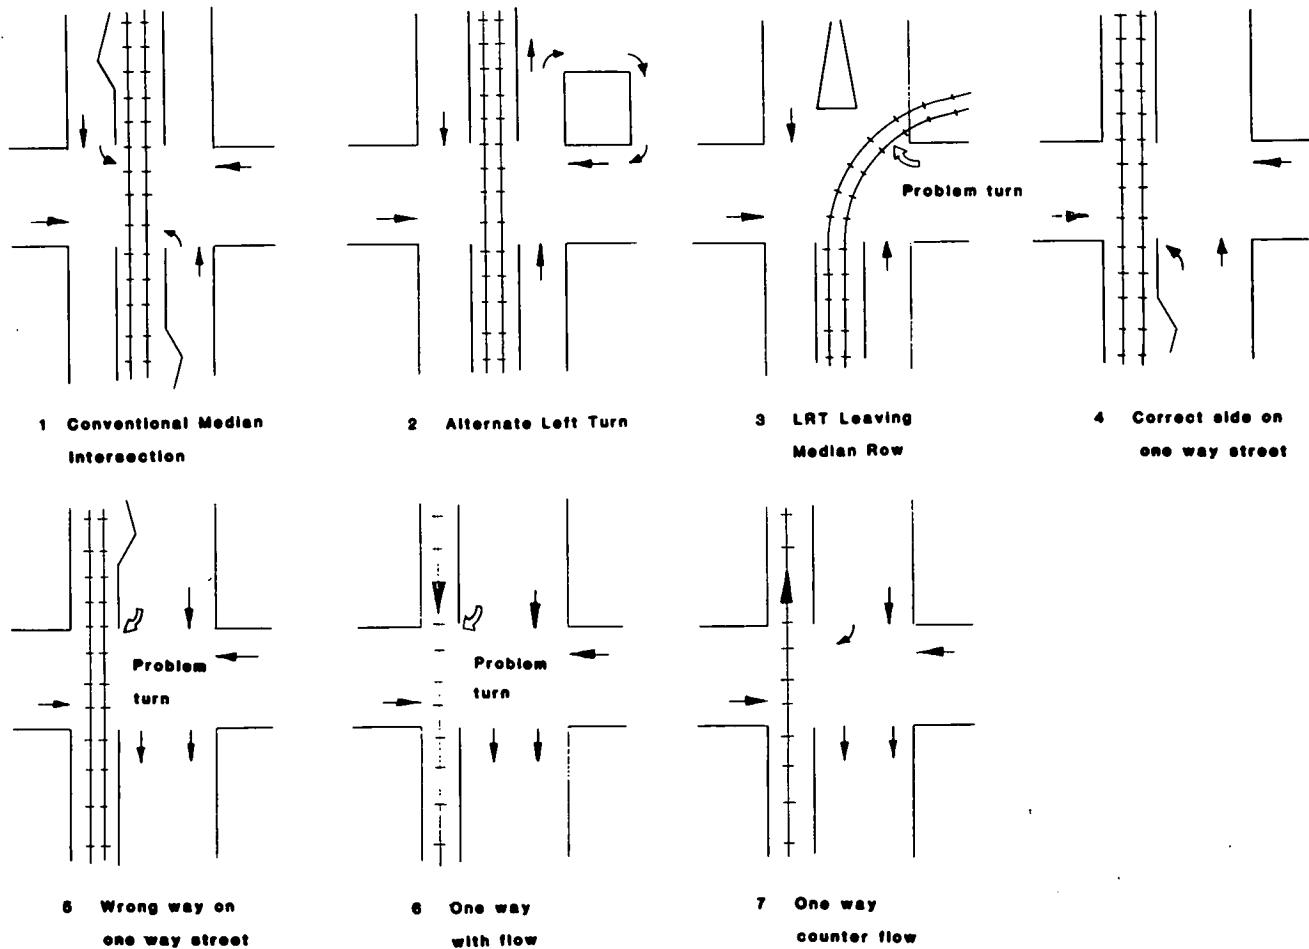 Problem turn
1 Conventional Median
Intersection
2 Alternate Left Turn
3 LRT Leaving
Median Row
4 Correct side on
one way street
Problem
turn
Problem
turn
5 Wrong way on
one way street
6 One way
with flow
7 One way
counter flow